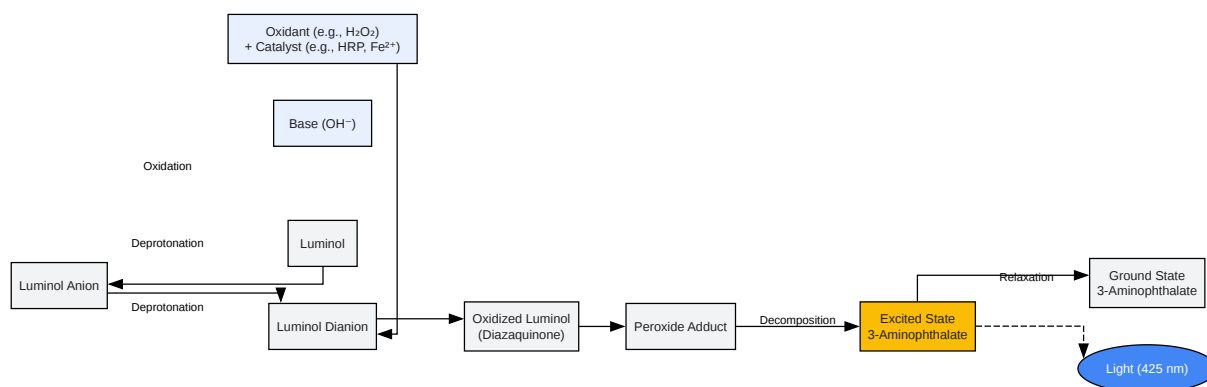 Oxidant (e.g., H₂O₂)
+ Catalyst (e.g., HRP, Fe²⁺)
Base (OH⁻)
Oxidation
Deprotonation
Luminol
Luminol Anion
Deprotonation
Luminol Dianion
Oxidized Luminol
(Diazaquinone)
Peroxide Adduct
Decomposition
Excited State
3-Aminophthalate
Relaxation
Ground State
3-Aminophthalate
Light (425 nm)